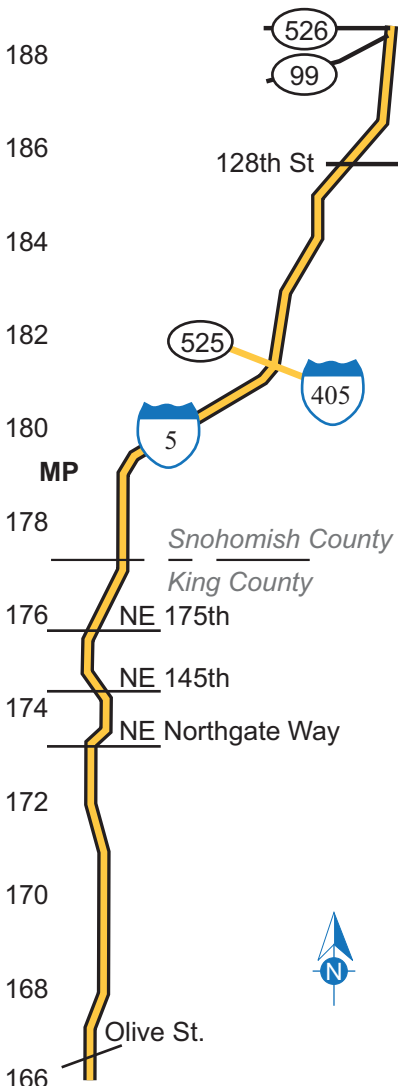 526
188
99
186
128th St
184
182
525
405
180
5
MP
178
Snohomish County
King County
176
NE 175th
NE 145th
174
NE Northgate Way
172
170
N
168
Olive St.
166